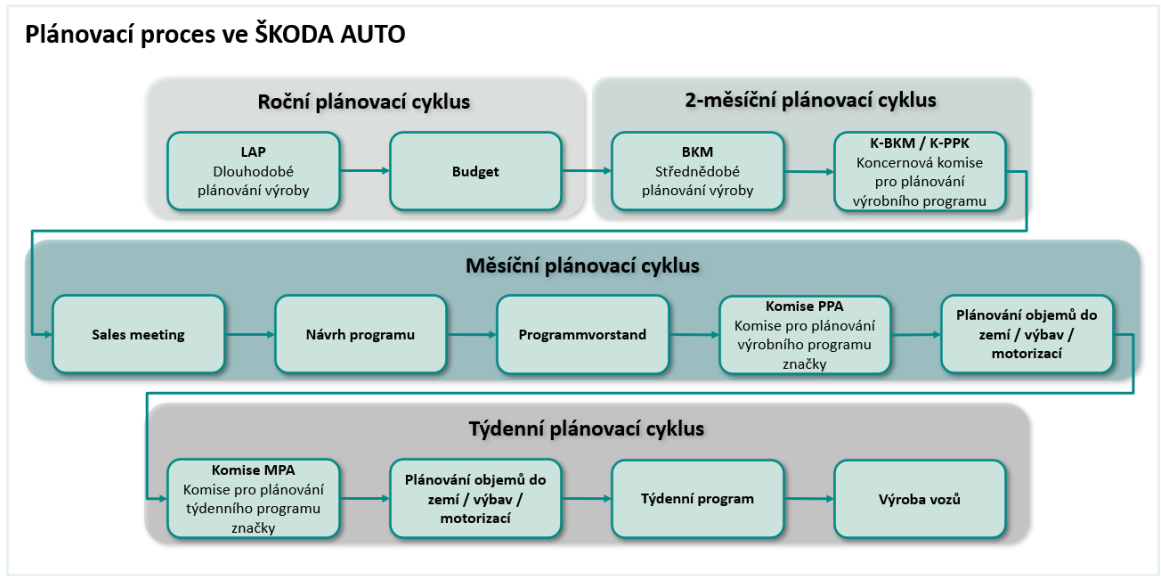 Plánovací proces ve ŠKODA AUTO
Roční plánovací cyklus
LAP
Dlouhodobé
plánování výroby
Budget
2-měsíční plánovací cyklus
BKM
Střednědobé
plánování výroby
K-BKM / K-PPK
Koncernová komise
pro plánování
výrobního programu
Měsíční plánovací cyklus
Sales meeting
Návrh programu
Programmvorstand
Komise PPA
Komise pro plánování
výrobního programu
značky
Plánování objemů do
zemí / výbav /
motorizací
Týdenní plánovací cyklus
Komise MPA
Komise pro plánování
týdenního programu
značky
Plánování objemů do
zemí / výbav /
motorizací
Týdenní program
Výroba vozů